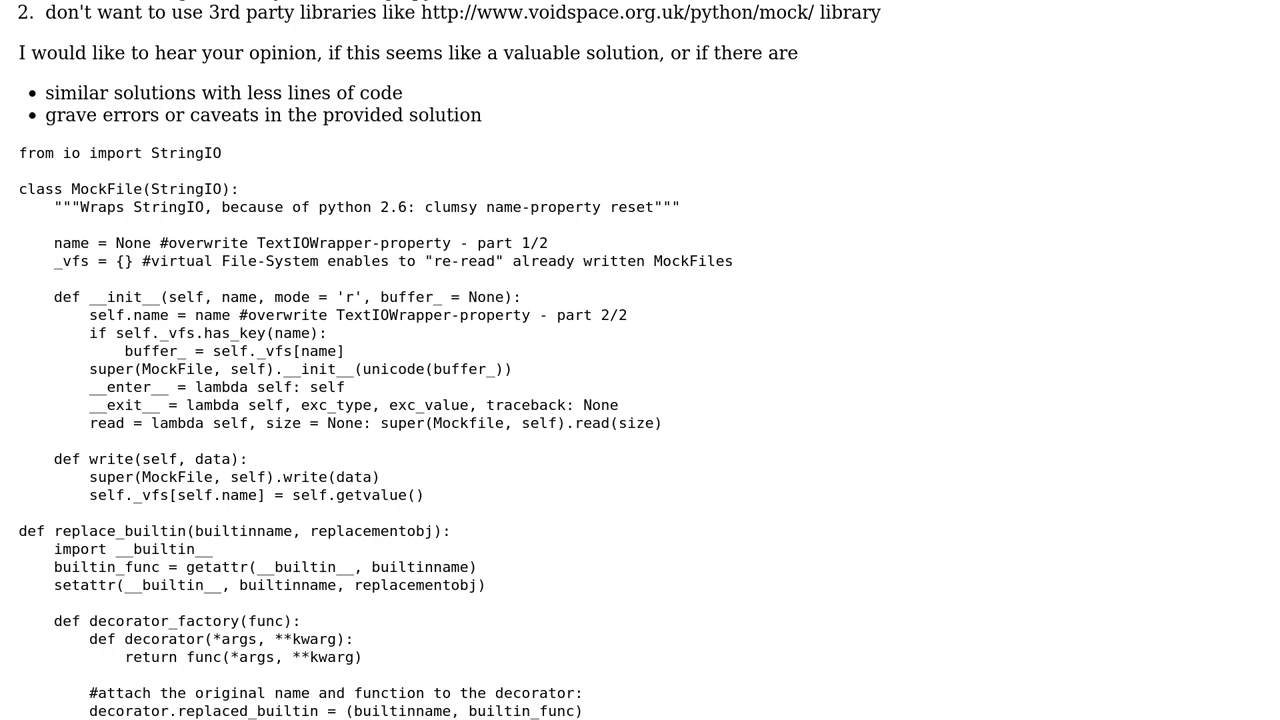 2. don't want to use 3rd party libraries like http://www.voidspace.org.uk/python/mock/ library
I would like to hear your opinion, if this seems like a valuable solution, or if there are
• similar solutions with less lines of code
• grave errors or caveats in the provided solution
from io import StringIO
class MockFile(StringIO):
    """Wraps StringIO, because of python 2.6: clumsy name-property reset"""
    name = None #overwrite TextIOWrapper-property - part 1/2
    _vfs = {} #virtual File-System enables to "re-read" already written MockFiles
    def __init__(self, name, mode = 'r', buffer_ = None):
        self.name = name #overwrite TextIOWrapper-property - part 2/2
        if self._vfs.has_key(name):
            buffer_ = self._vfs[name]
        super(MockFile, self).__init__(unicode(buffer_))
        __enter__ = lambda self: self
        __exit__ = lambda self, exc_type, exc_value, traceback: None
        read = lambda self, size = None: super(Mockfile, self).read(size)
    def write(self, data):
        super(MockFile, self).write(data)
        self._vfs[self.name] = self.getvalue()
def replace_builtin(builtinname, replacementobj):
    import __builtin__
    builtin_func = getattr(__builtin__, builtinname)
    setattr(__builtin__, builtinname, replacementobj)
    def decorator_factory(func):
        def decorator(*args, **kwarg):
            return func(*args, **kwarg)
        #attach the original name and function to the decorator:
        decorator.replaced_builtin = (builtinname, builtin_func)